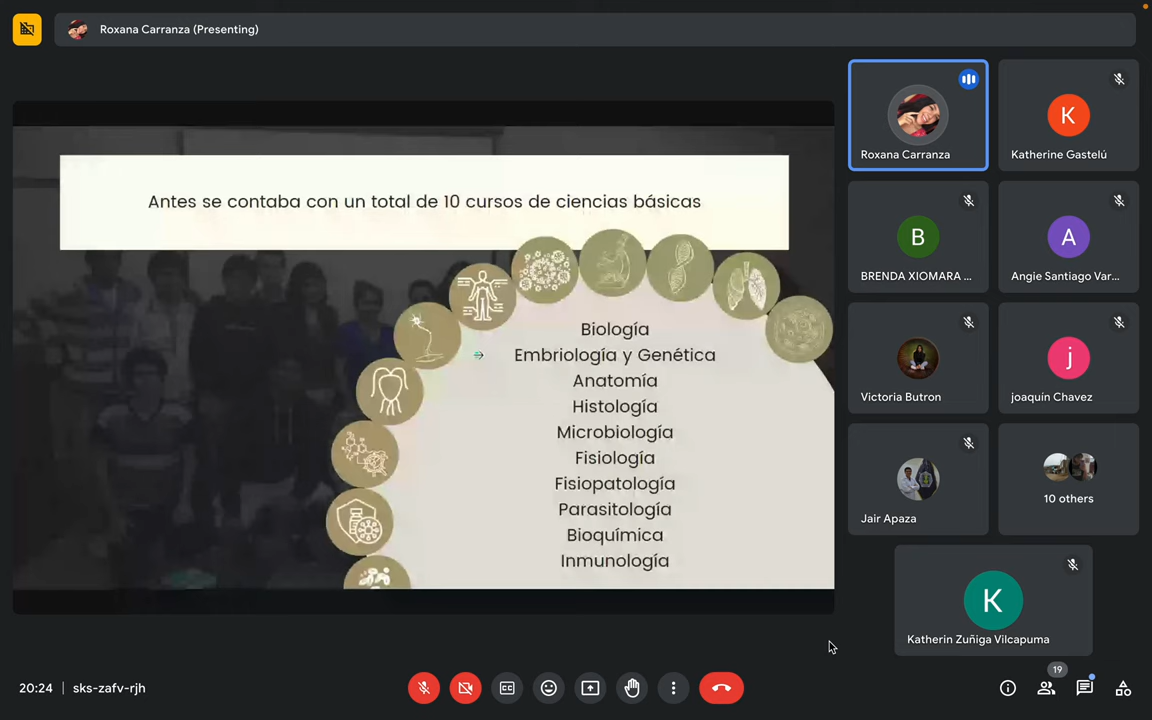 Roxana Carranza (Presenting)
Antes se contaba con un total de 10 cursos de ciencias básicas
Biología
Embriología y Genética
Anatomía
Histología
Microbiología
Fisiología
Fisiopatología
Parasitología
Bioquímica
Inmunología
Roxana Carranza
K
Katherine Gastelú
B
BRENDA XIOMARA ...
A
Angie Santiago Var...
Victoria Butron
j
joaquín Chavez
Jair Apaza
10 others
K
Katherin Zuñiga Vilcapuma
20:24 | sks-zafv-rjh
19